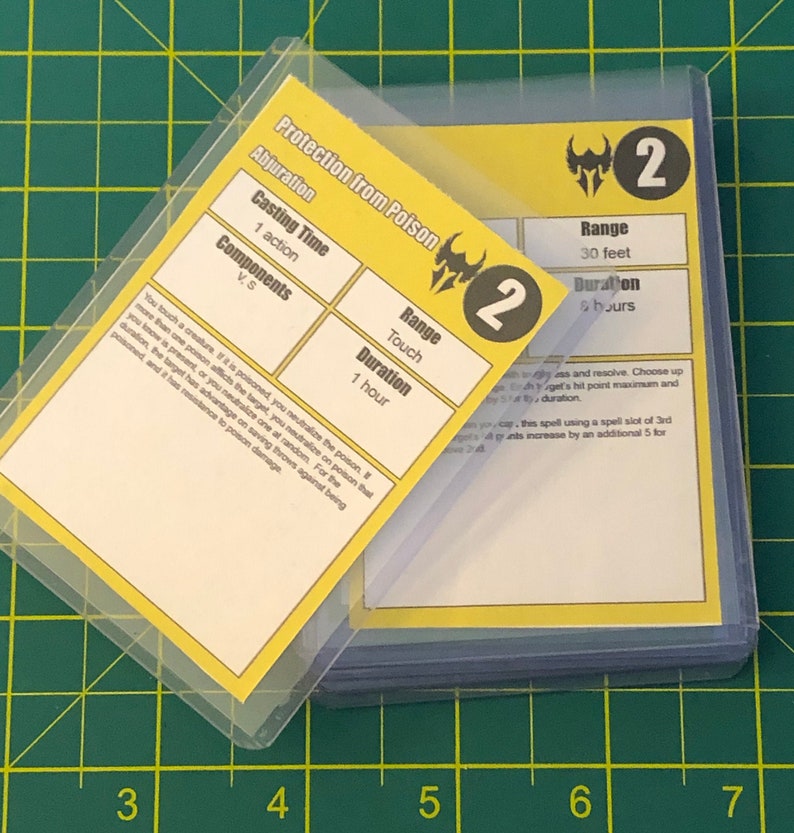 Protection from Poison
2
Abjuration
Casting Time
1 action
Range
Touch
Components
V, S
Duration
1 hour
You touch a creature. If it is poisoned, you neutralize the poison. If
more than one poison afflicts the target, you neutralize on poison that
you know is present, or you neutralize one at random. For the
duration, the target has advantage on saving throws against being
poisoned, and it has resistance to poison damage.
2
Range
30 feet
Duration
8 hours
ess and resolve. Choose up
target's hit point maximum and
by 5 for the duration.
you cast this spell using a spell slot of 3rd
hit points increase by an additional 5 for
2nd.
3 4 5 6 7